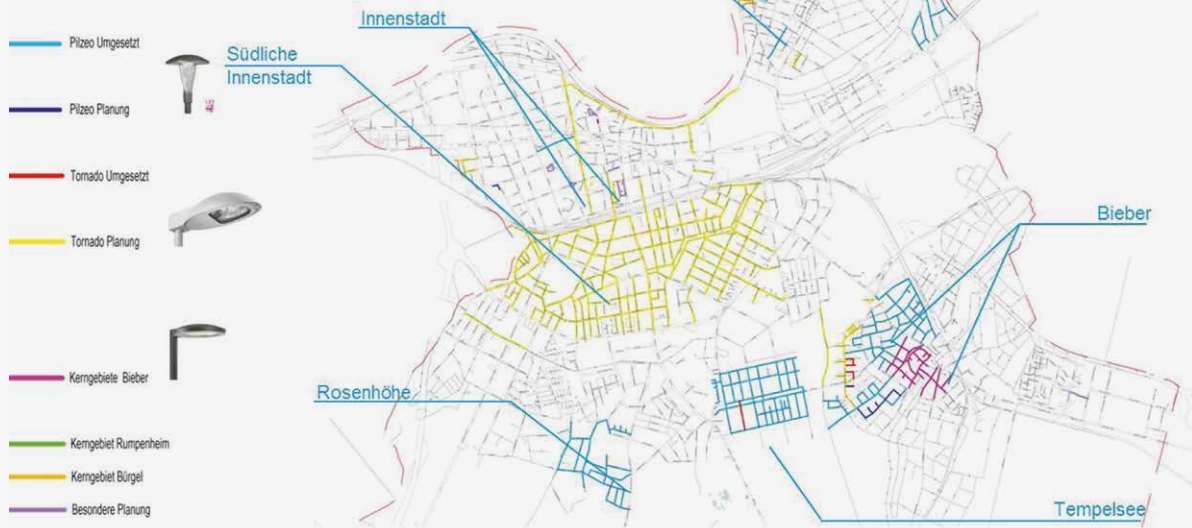 Pilzeo Umgesetzt
Pilzeo Planung
Tornado Umgesetzt
Tornado Planung
Kerngebiete Bieber
Kerngebiet Rumpenheim
Kerngebiet Bürgel
Besondere Planung
Innenstadt
Südliche
Innenstadt
Bieber
Rosenhöhe
Tempelsee